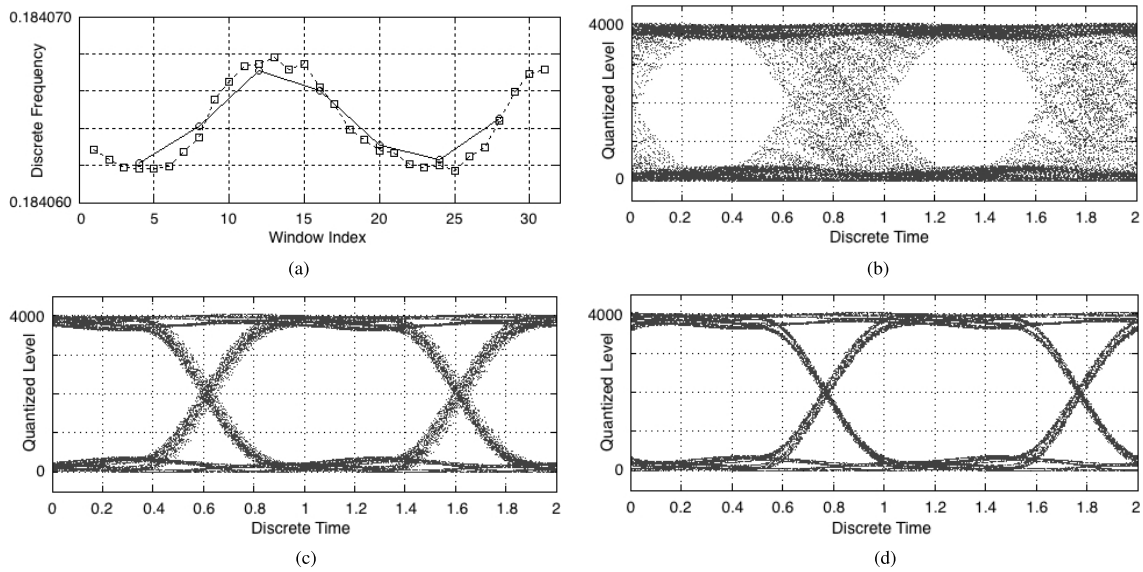 0.184070
Discrete Frequency
0.184060
0 5 10 15 20 25 30
Window Index
(a)
4000
Quantized Level
0
0 0.2 0.4 0.6 0.8 1 1.2 1.4 1.6 1.8 2
Discrete Time
(b)
4000
Quantized Level
0
0 0.2 0.4 0.6 0.8 1 1.2 1.4 1.6 1.8 2
Discrete Time
(c)
4000
Quantized Level
0
0 0.2 0.4 0.6 0.8 1 1.2 1.4 1.6 1.8 2
Discrete Time
(d)